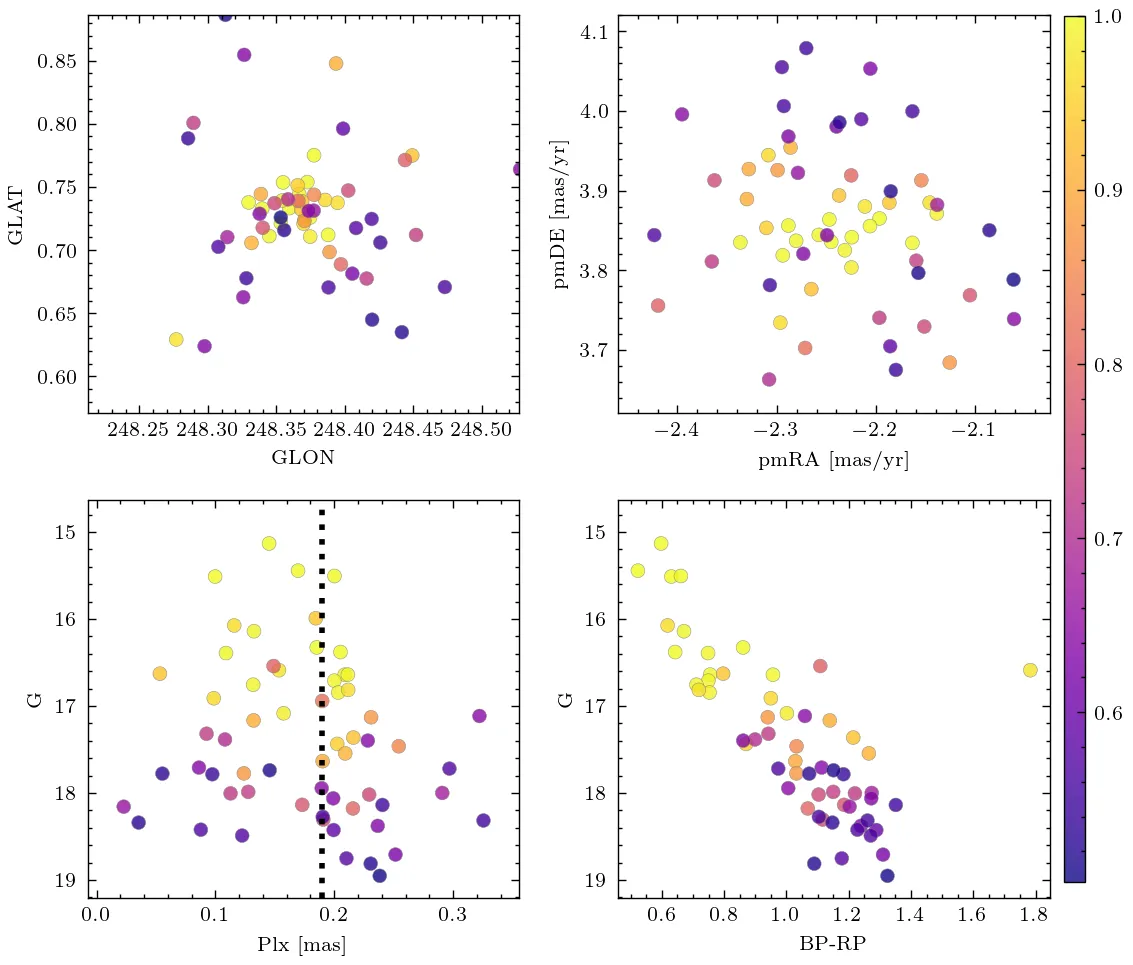 0.85
0.80
0.75
0.70
0.65
0.60
GLAT
248.25 248.30 248.35 248.40 248.45 248.50
GLON
4.1
4.0
3.9
3.8
3.7
pmDE [mas/yr]
−2.4 −2.3 −2.2 −2.1
pmRA [mas/yr]
1.0
0.9
0.8
0.7
0.6
15
16
17
18
19
G
0.0 0.1 0.2 0.3
Plx [mas]
15
16
17
18
19
G
0.6 0.8 1.0 1.2 1.4 1.6 1.8
BP-RP